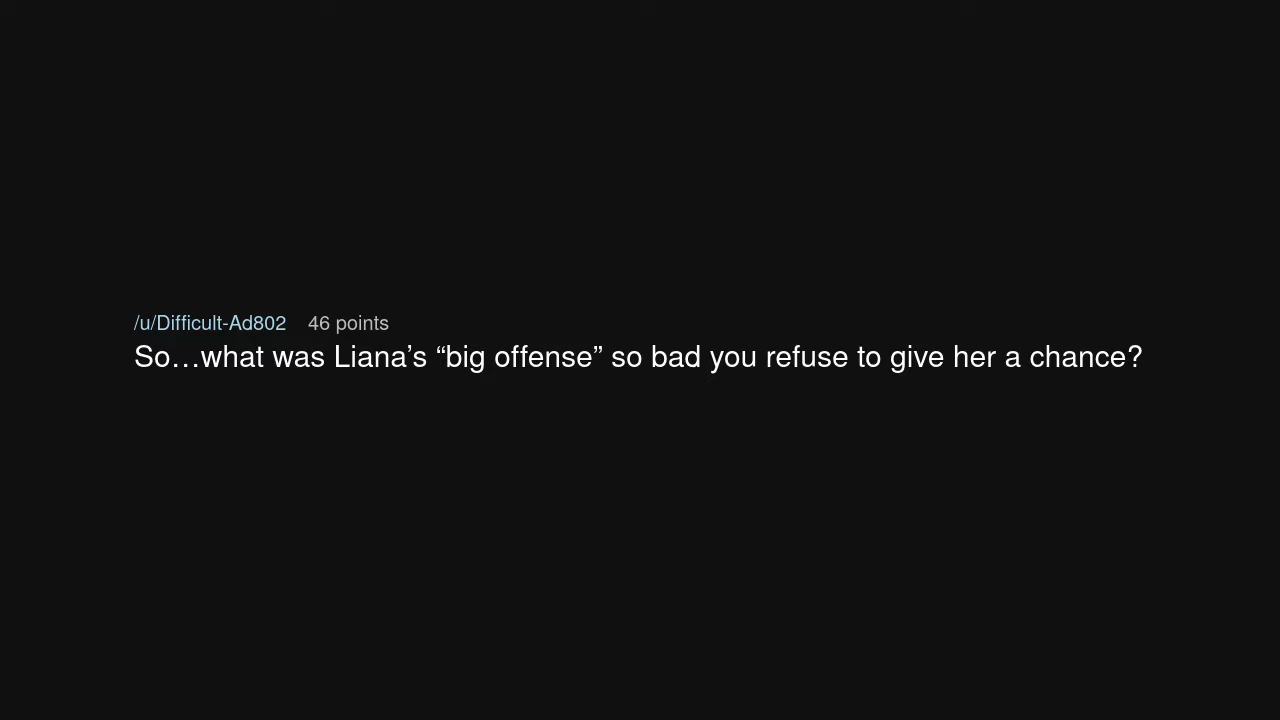 /u/Difficult-Ad802 46 points
So…what was Liana’s “big offense” so bad you refuse to give her a chance?